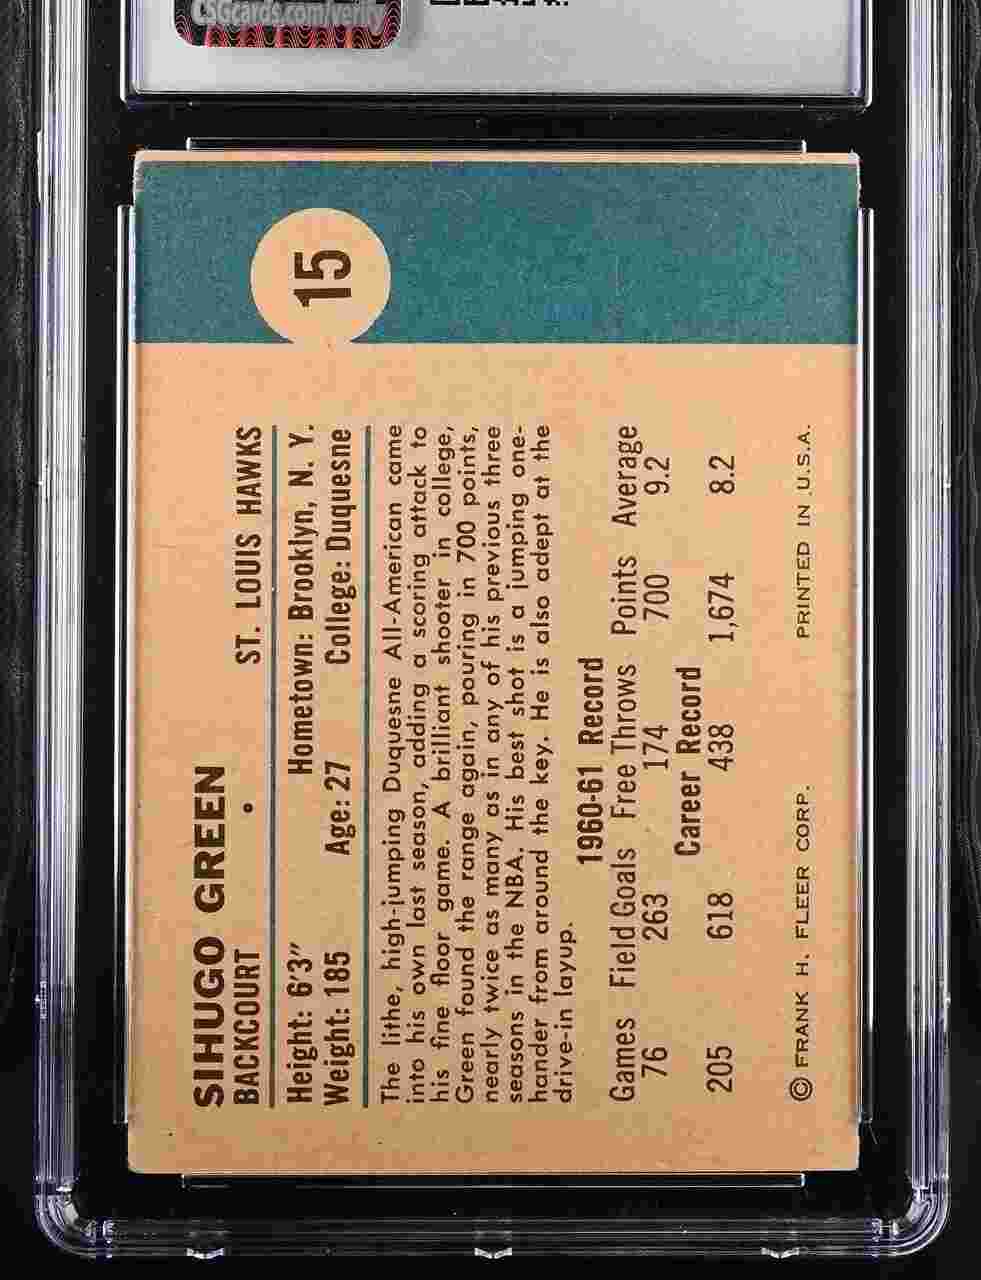 CSGcards.com/verify
15
SIHUGO GREEN
BACKCOURT • ST. LOUIS HAWKS
Height: 6'3" Hometown: Brooklyn, N. Y.
Weight: 185 Age: 27 College: Duquesne
The lithe, high-jumping Duquesne All-American came
into his own last season, adding a scoring attack to
his fine floor game. A brilliant shooter in college,
Green found the range again, pouring in 700 points,
nearly twice as many as in any of his previous three
seasons in the NBA. His best shot is a jumping one-
hander from around the key. He is also adept at the
drive-in layup.
1960-61 Record
Games Field Goals Free Throws Points Average
76 263 174 700 9.2
Career Record
205 618 438 1,674 8.2
© FRANK H. FLEER CORP. PRINTED IN U.S.A.